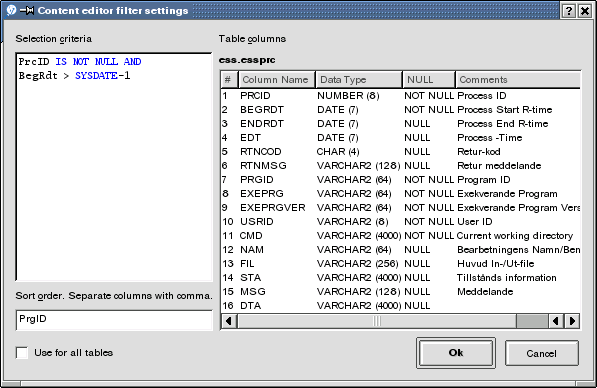 Content editor filter settings
Selection criteria
Table columns
PrcID IS NOT NULL AND
BegRdt > SYSDATE-1
css.cssprc
# Column Name Data Type NULL Comments
1 PRCID NUMBER (8) NOT NULL Process ID
2 BEGRDT DATE (7) NOT NULL Process Start R-time
3 ENDRDT DATE (7) NULL Process End R-time
4 EDT DATE (7) NULL Process -Time
5 RTNCOD CHAR (4) NULL Retur-kod
6 RTNMSG VARCHAR2 (128) NULL Retur meddelande
7 PRGID VARCHAR2 (64) NOT NULL Program ID
8 EXEPRG VARCHAR2 (64) NOT NULL Exekverande Program
9 EXEPRGVER VARCHAR2 (64) NOT NULL Exekverande Program Vers
10 USRID VARCHAR2 (8) NOT NULL User ID
11 CMD VARCHAR2 (4000) NOT NULL Current working directory
12 NAM VARCHAR2 (64) NULL Bearbetningens Namn/Ben
13 FIL VARCHAR2 (256) NULL Huvud In-/Ut-file
14 STA VARCHAR2 (4000) NULL Tillstånds information
15 MSG VARCHAR2 (128) NULL Meddelande
16 DTA VARCHAR2 (4000) NULL
Sort order. Separate columns with comma.
PrgID
Use for all tables
Ok
Cancel